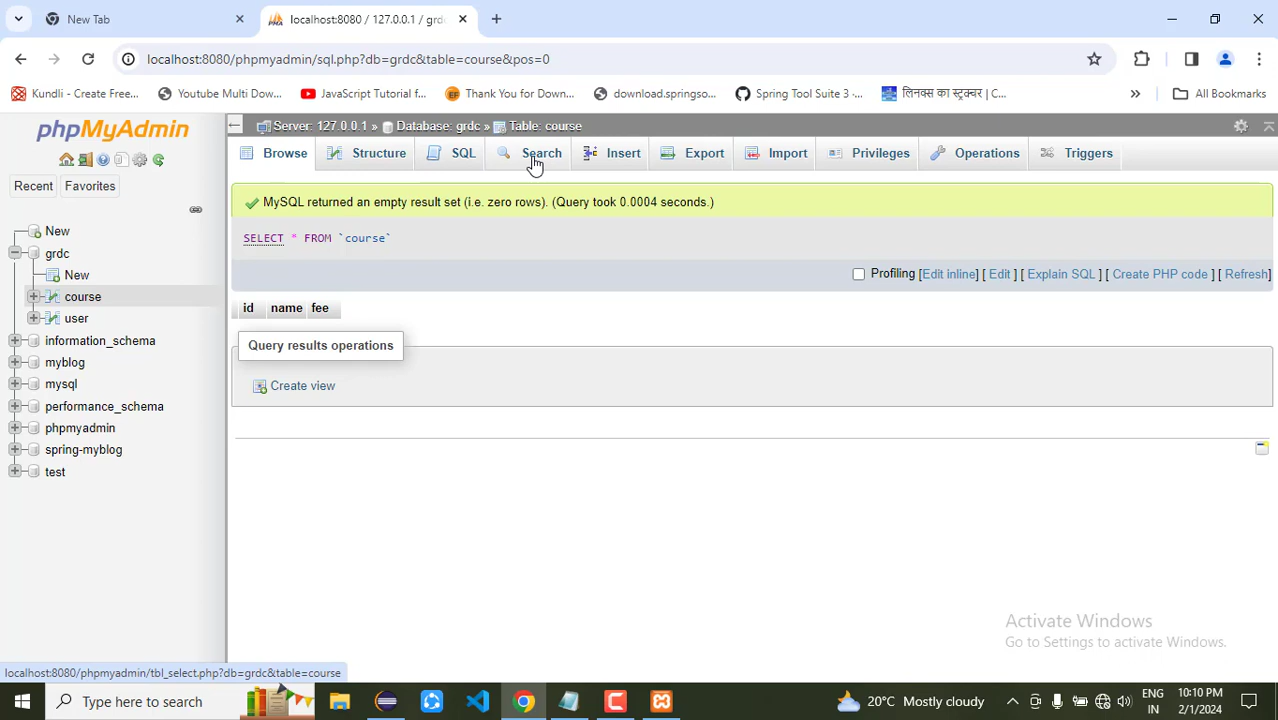 New Tab
localhost:8080 / 127.0.0.1 / grdc
localhost:8080/phpmyadmin/sql.php?db=grdc&table=course&pos=0
Kundli - Create Free...
Youtube Multi Dow...
JavaScript Tutorial f...
Thank You for Down...
download.springso...
Spring Tool Suite 3 -...
लिनक्स का स्ट्रक्चर • | C...
»
All Bookmarks
phpMyAdmin
Server: 127.0.0.1 » Database: grdc » Table: course
Browse
Structure
SQL
Search
Insert
Export
Import
Privileges
Operations
Triggers
Recent
Favorites
MySQL returned an empty result set (i.e. zero rows). (Query took 0.0004 seconds.)
SELECT * FROM `course`
Profiling [Edit inline] [ Edit ] [ Explain SQL ] [ Create PHP code ] [ Refresh]
New
grdc
New
course
user
information_schema
myblog
mysql
performance_schema
phpmyadmin
spring-myblog
test
id name fee
Query results operations
Create view
Activate Windows
Go to Settings to activate Windows.
localhost:8080/phpmyadmin/tbl_select.php?db=grdc&table=course
Type here to search
20°C Mostly cloudy
ENG
IN
10:10 PM
2/1/2024